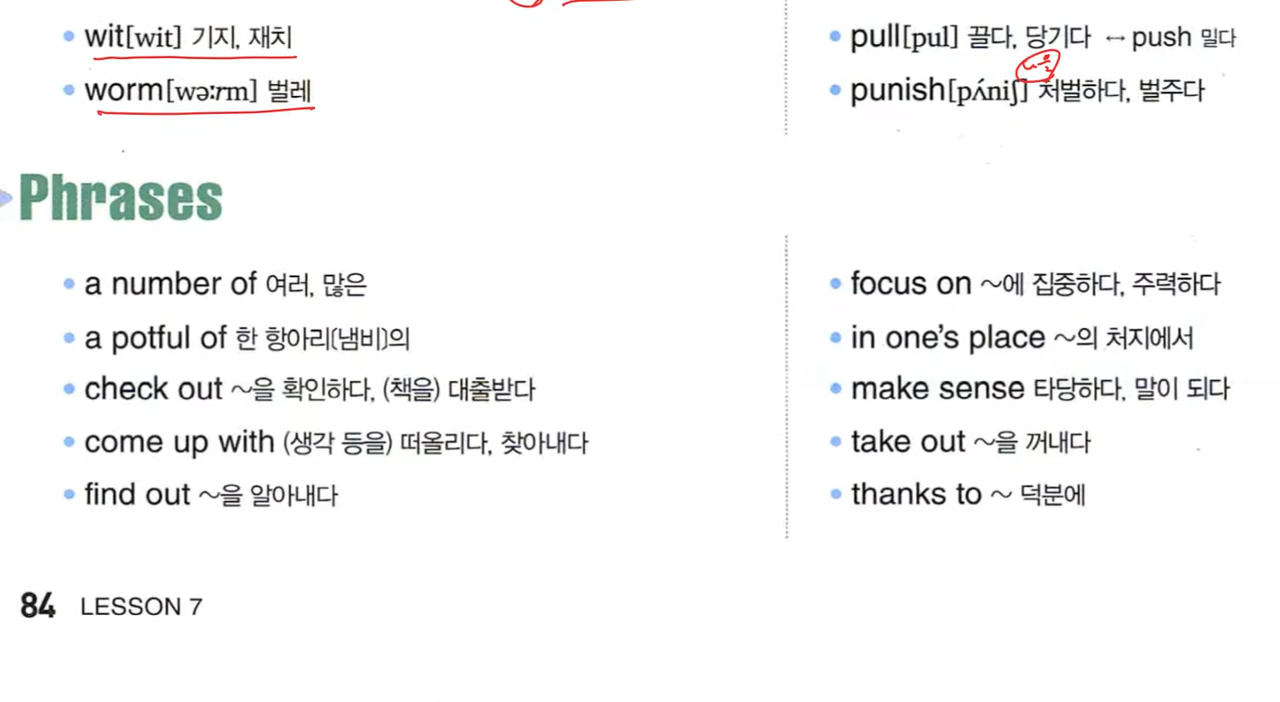 wit[wit] 기지, 재치
worm[wəːrm] 벌레
pull[pul] 끌다, 당기다 ↔ push 밀다
punish[pʌ́niʃ] 처벌하다, 벌주다
Phrases
a number of 여러, 많은
a potful of 한 항아리(냄비)의
check out ~을 확인하다, (책을) 대출받다
come up with (생각 등을) 떠올리다, 찾아내다
find out ~을 알아내다
focus on ~에 집중하다, 주력하다
in one's place ~의 처지에서
make sense 타당하다, 말이 되다
take out ~을 꺼내다
thanks to ~ 덕분에
84 LESSON 7